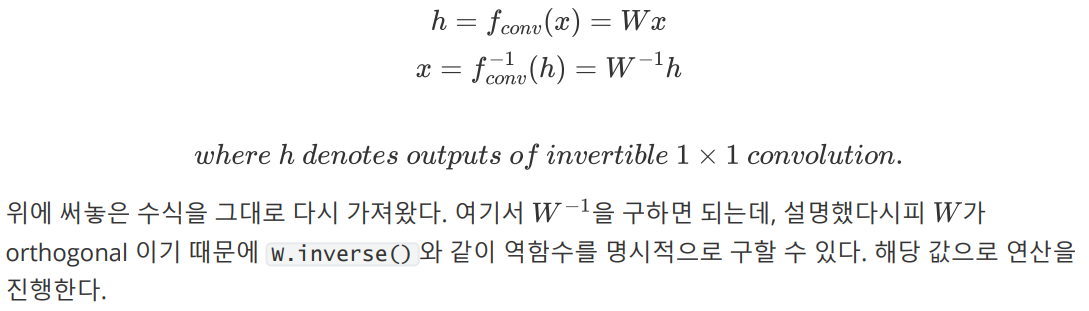 h = f_{conv}(x) = Wx
x = f_{conv}^{-1}(h) = W^{-1}h
where h denotes outputs of invertible 1 × 1 convolution.
위에 써놓은 수식을 그대로 다시 가져왔다. 여기서 W^{-1}을 구하면 되는데, 설명했다시피 W가
orthogonal 이기 때문에 W.inverse() 와 같이 역함수를 명시적으로 구할 수 있다. 해당 값으로 연산을
진행한다.